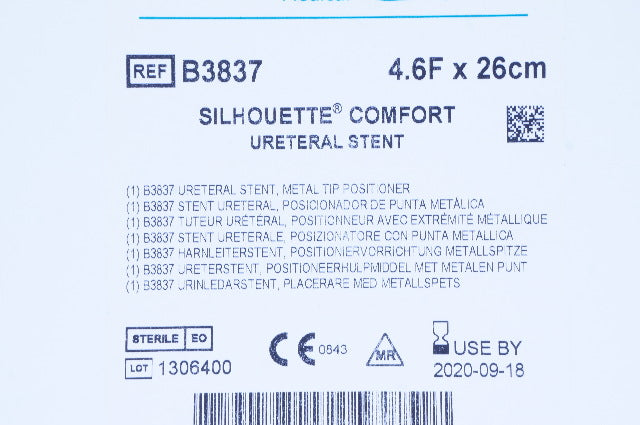 REF B3837 4.6F x 26cm
SILHOUETTE® COMFORT
URETERAL STENT
(1) B3837 URETERAL STENT, METAL TIP POSITIONER
(1) B3837 STENT URETERAL, POSICIONADOR DE PUNTA METÁLICA
(1) B3837 TUTEUR URÉTÉRAL, POSITIONNEUR AVEC EXTRÉMITÉ MÉTALLIQUE
(1) B3837 STENT URETERALE, POSIZIONATORE CON PUNTA METALLICA
(1) B3837 HARNLEITERSTENT, POSITIONIERVORRICHTUNG METALLSPITZE
(1) B3837 URETERSTENT, POSITIONEERHULPMIDDEL MET METALEN PUNT
(1) B3837 URINLEDARSTENT, PLACERARE MED METALLSPETS
STERILE EO CE 0843 MR USE BY
LOT 1306400 2020-09-18